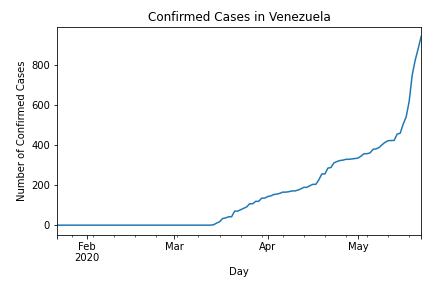 Confirmed Cases in Venezuela
Number of Confirmed Cases
800
600
400
200
0
Feb
2020
Mar
Apr
May
Day